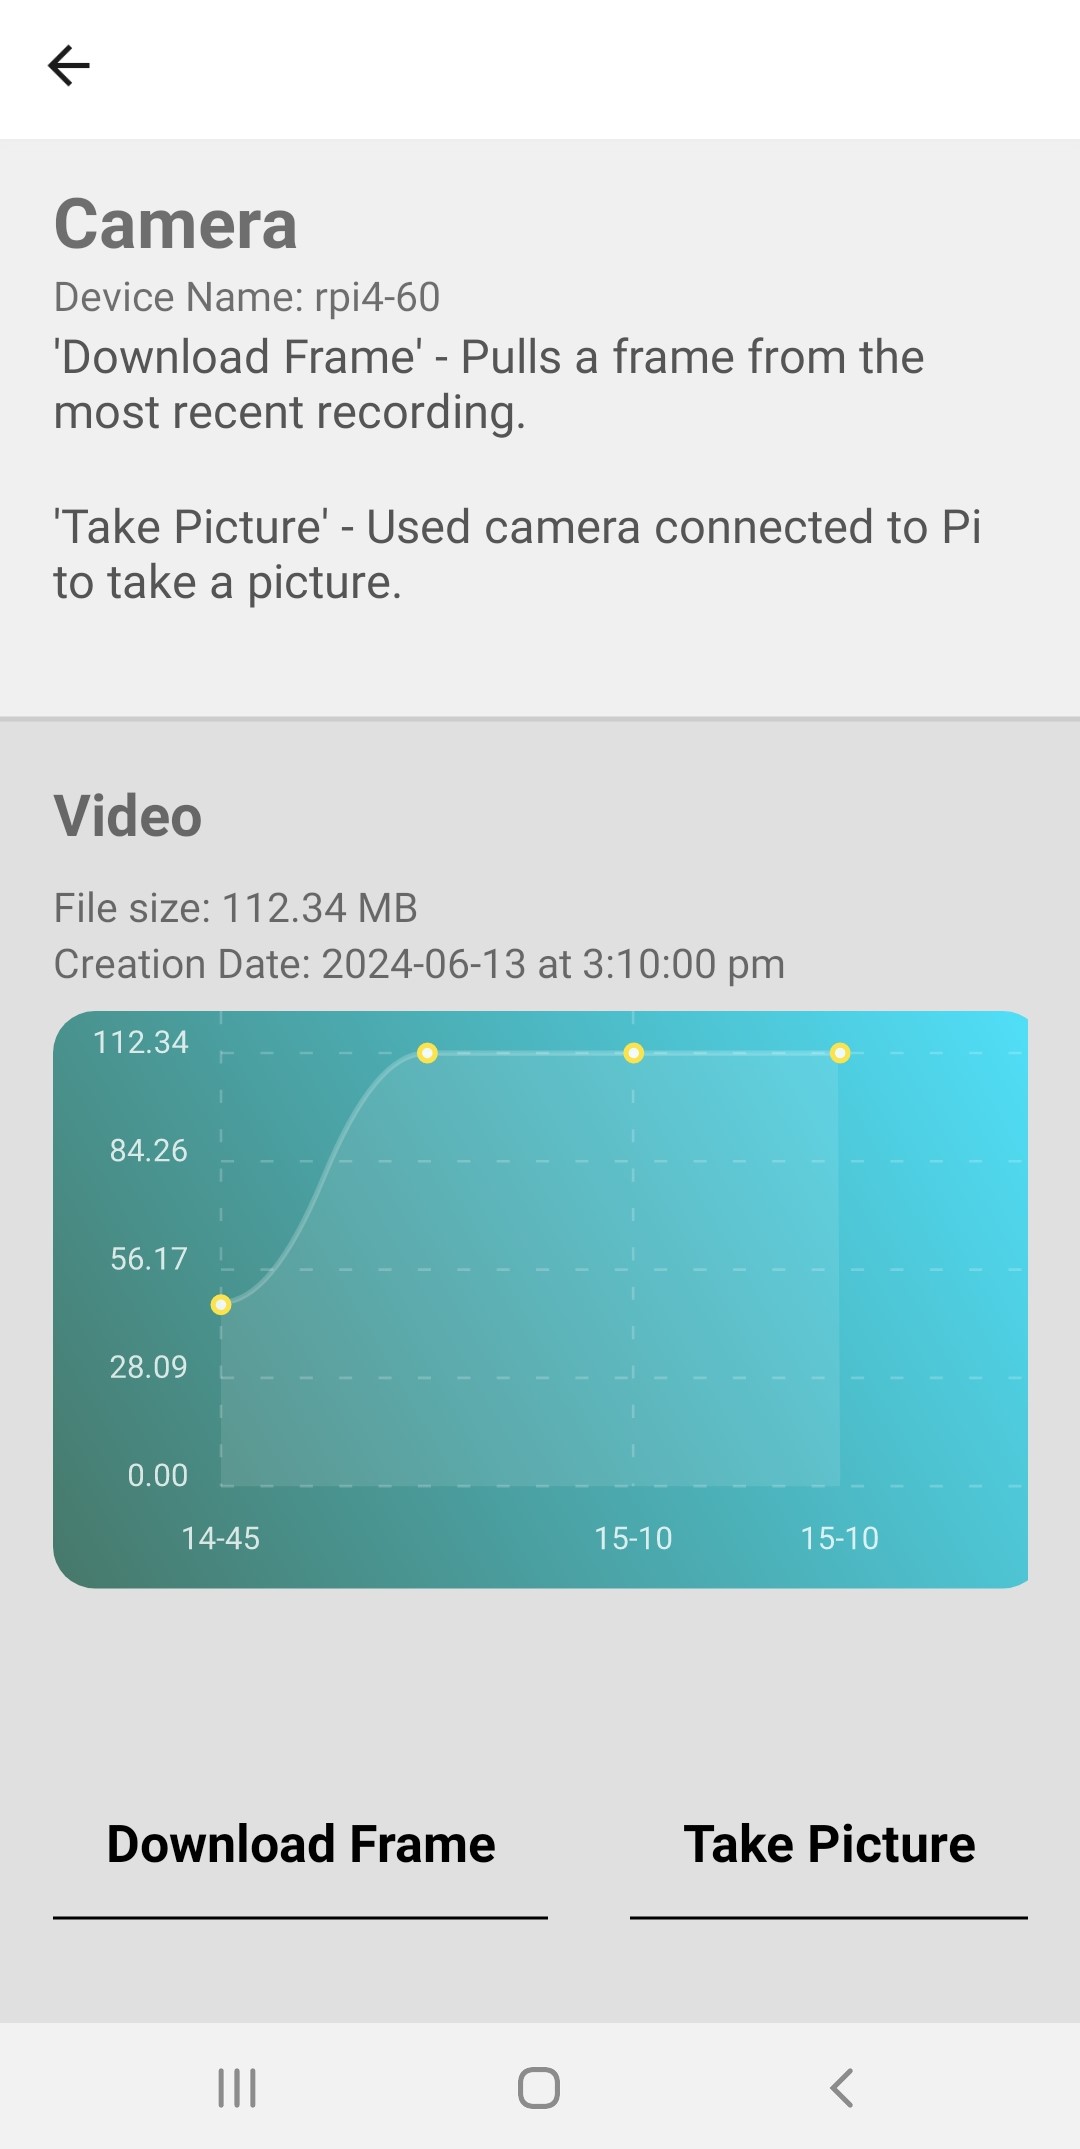 Camera
Device Name: rpi4-60
'Download Frame' - Pulls a frame from the
most recent recording.
'Take Picture' - Used camera connected to Pi
to take a picture.
Video
File size: 112.34 MB
Creation Date: 2024-06-13 at 3:10:00 pm
112.34
84.26
56.17
28.09
0.00
14-45 15-10 15-10
Download Frame Take Picture